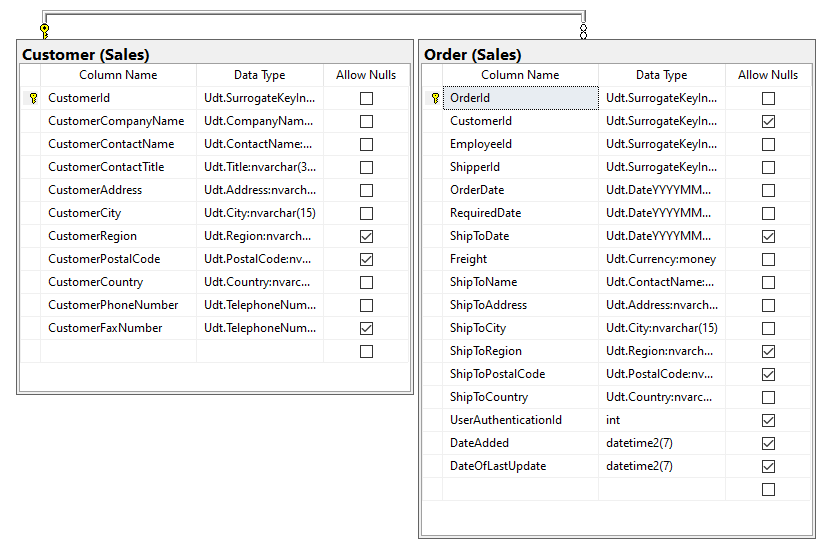 Customer (Sales)
Column Name Data Type Allow Nulls
CustomerId Udt.SurrogateKeyIn...
CustomerCompanyName Udt.CompanyNam...
CustomerContactName Udt.ContactName:...
CustomerContactTitle Udt.Title:nvarchar(3...
CustomerAddress Udt.Address:nvarch...
CustomerCity Udt.City:nvarchar(15)
CustomerRegion Udt.Region:nvarch...
CustomerPostalCode Udt.PostalCode:nv...
CustomerCountry Udt.Country:nvarc...
CustomerPhoneNumber Udt.TelephoneNum...
CustomerFaxNumber Udt.TelephoneNum...
Order (Sales)
Column Name Data Type Allow Nulls
OrderId Udt.SurrogateKeyIn...
CustomerId Udt.SurrogateKeyIn...
EmployeeId Udt.SurrogateKeyIn...
ShipperId Udt.SurrogateKeyIn...
OrderDate Udt.DateYYYYMM...
RequiredDate Udt.DateYYYYMM...
ShipToDate Udt.DateYYYYMM...
Freight Udt.Currency:money
ShipToName Udt.ContactName:...
ShipToAddress Udt.Address:nvarch...
ShipToCity Udt.City:nvarchar(15)
ShipToRegion Udt.Region:nvarch...
ShipToPostalCode Udt.PostalCode:nv...
ShipToCountry Udt.Country:nvarc...
UserAuthenticationId int
DateAdded datetime2(7)
DateOfLastUpdate datetime2(7)